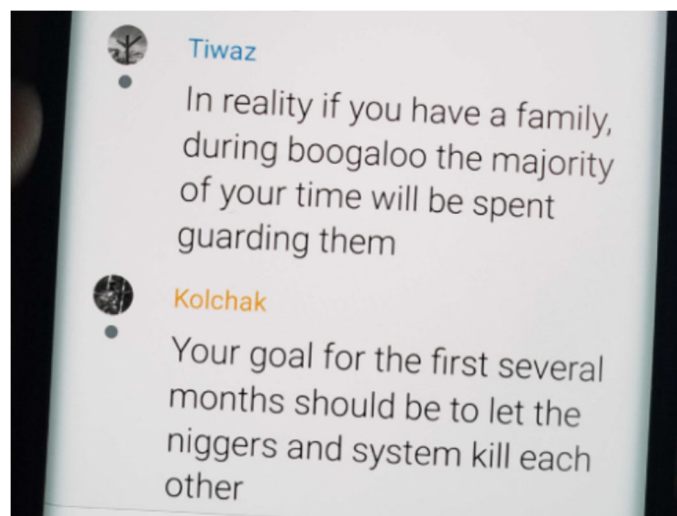 Tiwaz
In reality if you have a family,
during boogaloo the majority
of your time will be spent
guarding them
Kolchak
Your goal for the first several
months should be to let the
niggers and system kill each
other